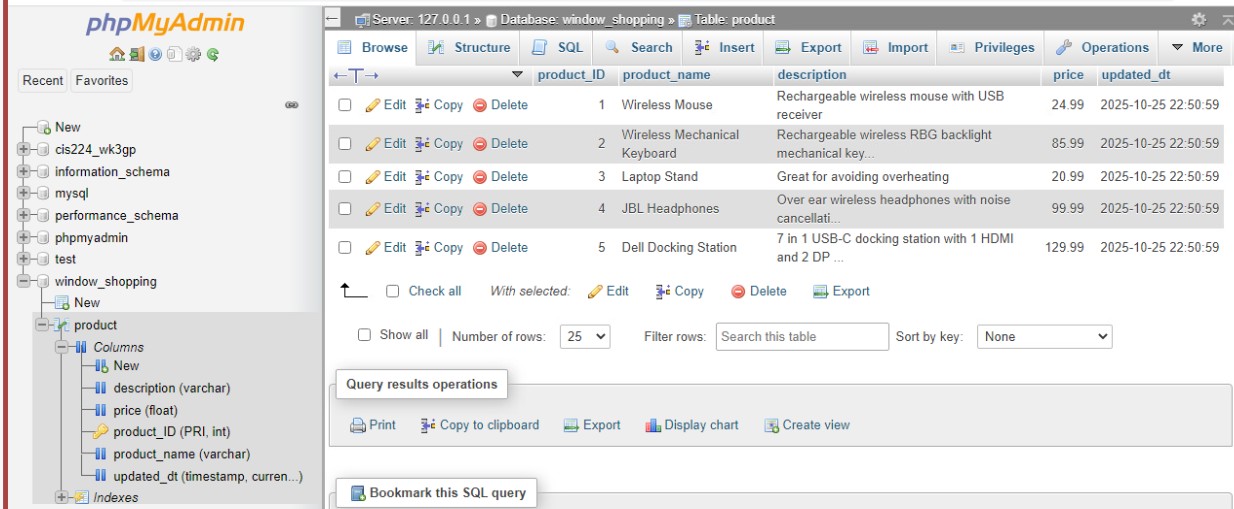 phpMyAdmin
Recent Favorites
New
cis224_wk3gp
information_schema
mysql
performance_schema
phpmyadmin
test
window_shopping
New
product
Columns
New
description (varchar)
price (float)
product_ID (PRI, int)
product_name (varchar)
updated_dt (timestamp, curren...)
Indexes
Server: 127.0.0.1 » Database: window_shopping » Table: product
Browse Structure SQL Search Insert Export Import Privileges Operations More
←T→ product_ID product_name description price updated_dt
Edit Copy Delete 1 Wireless Mouse Rechargeable wireless mouse with USB
receiver 24.99 2025-10-25 22:50:59
Edit Copy Delete 2 Wireless Mechanical
Keyboard Rechargeable wireless RBG backlight
mechanical key... 85.99 2025-10-25 22:50:59
Edit Copy Delete 3 Laptop Stand Great for avoiding overheating 20.99 2025-10-25 22:50:59
Edit Copy Delete 4 JBL Headphones Over ear wireless headphones with noise
cancellati... 99.99 2025-10-25 22:50:59
Edit Copy Delete 5 Dell Docking Station 7 in 1 USB-C docking station with 1 HDMI
and 2 DP ... 129.99 2025-10-25 22:50:59
Check all With selected: Edit Copy Delete Export
Show all | Number of rows: 25 Filter rows: Search this table Sort by key: None
Query results operations
Print Copy to clipboard Export Display chart Create view
Bookmark this SQL query